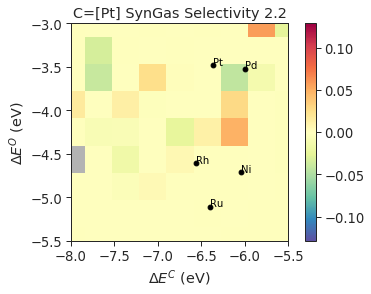 C=[Pt] SynGas Selectivity 2.2
−3.0
−3.5
−4.0
−4.5
−5.0
−5.5
ΔE^O (eV)
Pt
Pd
Rh
Ni
Ru
−8.0 −7.5 −7.0 −6.5 −6.0 −5.5
ΔE^C (eV)
0.10
0.05
0.00
−0.05
−0.10